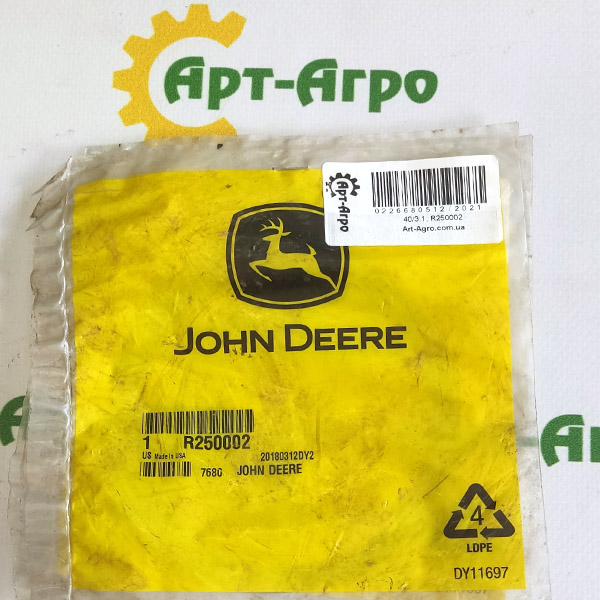 Арт-Агро
Арт-Агро
0226680512/2021
40/3.1, R250002
Art-Agro.com.ua
JOHN DEERE
1 R250002
US Made in USA 20180312DY2
7680 JOHN DEERE
4
LDPE
DY11697
-Агро